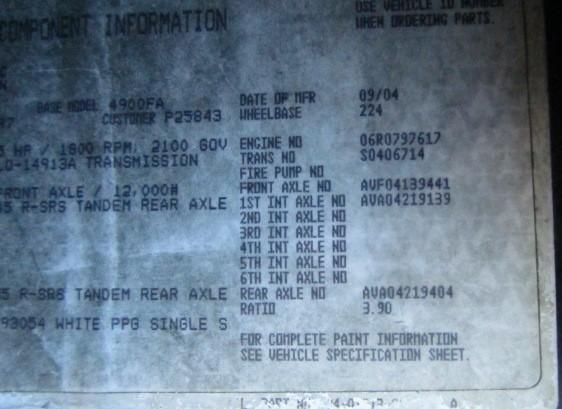 COMPONENT INFORMATION
USE VEHICLE ID NUMBER
WHEN ORDERING PARTS.
BASE MODEL 4900FA
CUSTOMER P25843
DATE OF MFR 09/04
WHEELBASE 224
HP / 1800 RPM, 2100 GOV
LO-14913A TRANSMISSION
ENGINE NO 06R0797617
TRANS NO S0406714
FIRE PUMP NO
FRONT AXLE / 12,000#
R-SRS TANDEM REAR AXLE
FRONT AXLE NO AVF04139441
1ST INT AXLE NO AVA04219139
2ND INT AXLE NO
3RD INT AXLE NO
4TH INT AXLE NO
5TH INT AXLE NO
6TH INT AXLE NO
R-SRS TANDEM REAR AXLE
REAR AXLE NO AVA04219404
RATIO 3.90
93054 WHITE PPG SINGLE S
FOR COMPLETE PAINT INFORMATION
SEE VEHICLE SPECIFICATION SHEET.